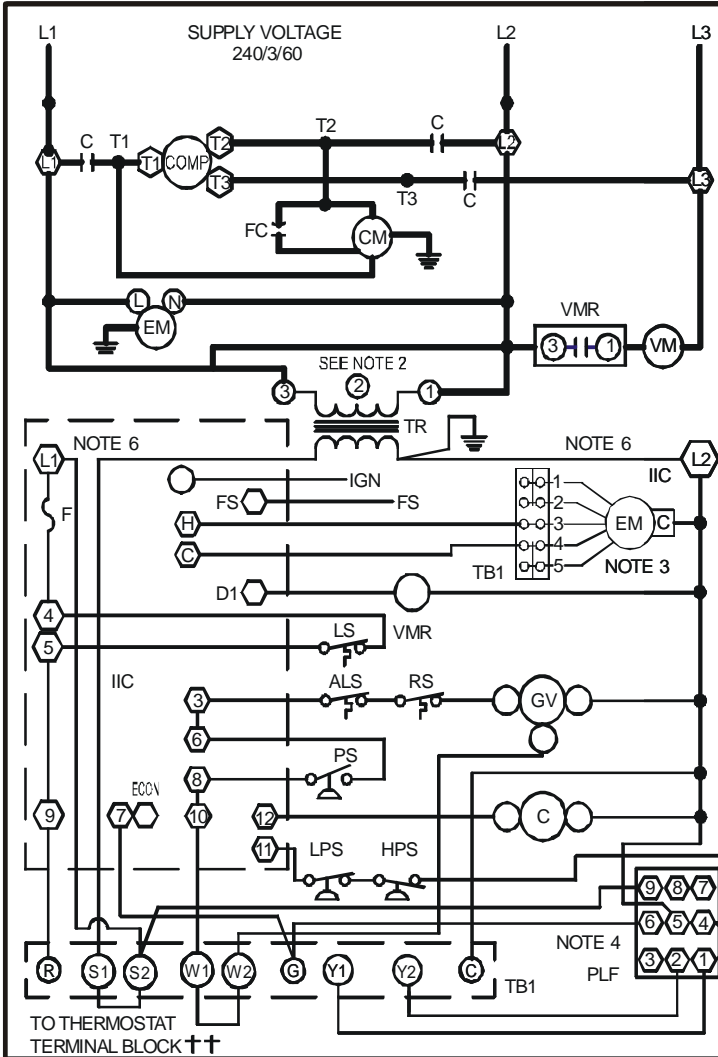 L1 SUPPLY VOLTAGE L2 L3
240/3/60
C T1 T2 C
L1 T1 COMP T2 L2
T3 T3 C L3
FC CM
L N VMR
EM 3 1 VM
SEE NOTE 2
3 2 1
TR
NOTE 6 NOTE 6
L1 L2
IGN IIC
F FS FS 1
H 2
3 EM C
C 4
TB1 5 NOTE 3
D1
4 LS VMR
5
IIC ALS RS
3 GV
6 PS
ECON 8
9 7 10 12 C
11 LPS HPS
9 8 7
6 5 4
NOTE 4
3 2 1
PLF
R S1 S2 W1 W2 G Y1 Y2 C TB1
TO THERMOSTAT
TERMINAL BLOCK ††